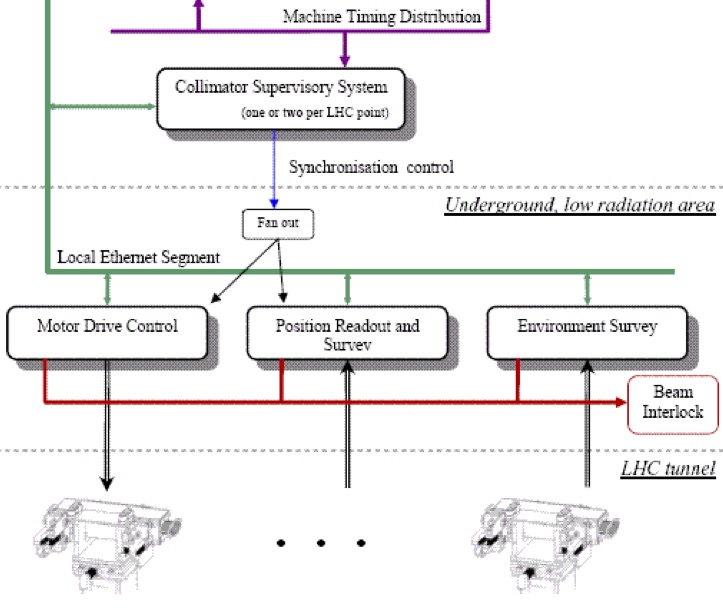 Machine Timing Distribution
Collimator Supervisory System
(one or two per LHC point)
Synchronisation control
Underground, low radiation area
Fan out
Local Ethernet Segment
Motor Drive Control
Position Readout and
Survey
Environment Survey
Beam
Interlock
LHC tunnel